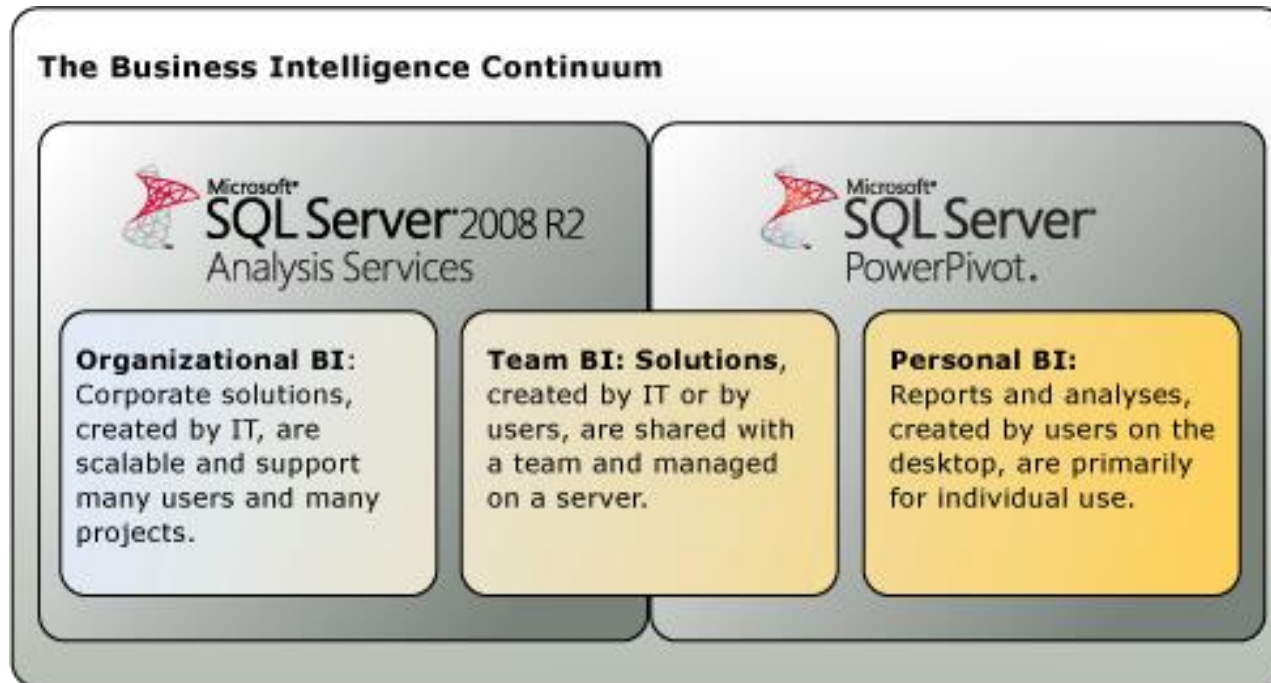 The Business Intelligence Continuum
Microsoft®
SQL Server® 2008 R2
Analysis Services
Microsoft®
SQL Server®
PowerPivot.
Organizational BI:
Corporate solutions,
created by IT, are
scalable and support
many users and many
projects.
Team BI: Solutions,
created by IT or by
users, are shared with
a team and managed
on a server.
Personal BI:
Reports and analyses,
created by users on the
desktop, are primarily
for individual use.